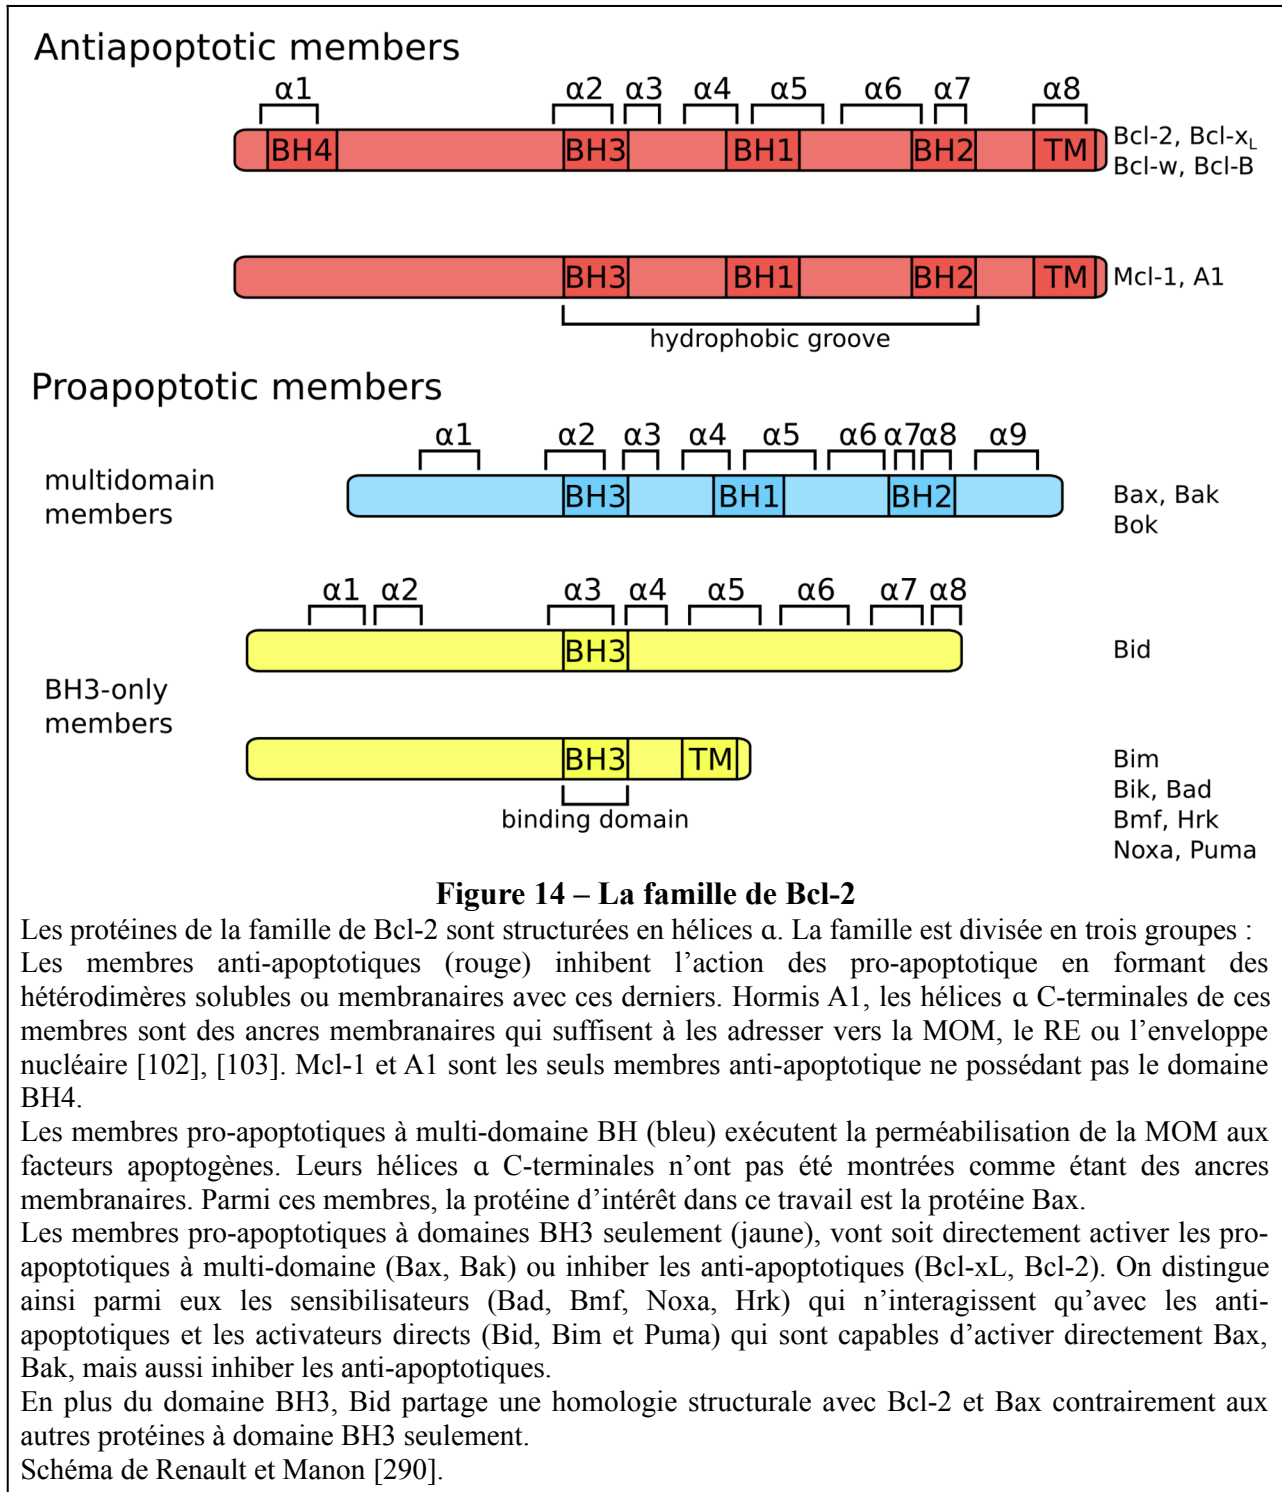 Antiapoptotic members
α1 α2 α3 α4 α5 α6 α7 α8
BH4 BH3 BH1 BH2 TM
Bcl-2, Bcl-xL
Bcl-w, Bcl-B
BH3 BH1 BH2 TM
Mcl-1, A1
hydrophobic groove
Proapoptotic members
α1 α2 α3 α4 α5 α6 α7 α8 α9
multidomain
members
BH3 BH1 BH2
Bax, Bak
Bok
α1 α2 α3 α4 α5 α6 α7 α8
BH3
Bid
BH3-only
members
BH3 TM
binding domain
Bim
Bik, Bad
Bmf, Hrk
Noxa, Puma
Figure 14 – La famille de Bcl-2
Les protéines de la famille de Bcl-2 sont structurées en hélices α. La famille est divisée en trois groupes :
Les membres anti-apoptotiques (rouge) inhibent l’action des pro-apoptotique en formant des
hétérodimères solubles ou membranaires avec ces derniers. Hormis A1, les hélices α C-terminales de ces
membres sont des ancres membranaires qui suffisent à les adresser vers la MOM, le RE ou l’enveloppe
nucléaire [102], [103]. Mcl-1 et A1 sont les seuls membres anti-apoptotique ne possédant pas le domaine
BH4.
Les membres pro-apoptotiques à multi-domaine BH (bleu) exécutent la perméabilisation de la MOM aux
facteurs apoptogènes. Leurs hélices α C-terminales n’ont pas été montrées comme étant des ancres
membranaires. Parmi ces membres, la protéine d’intérêt dans ce travail est la protéine Bax.
Les membres pro-apoptotiques à domaines BH3 seulement (jaune), vont soit directement activer les pro-
apoptotiques à multi-domaine (Bax, Bak) ou inhiber les anti-apoptotiques (Bcl-xL, Bcl-2). On distingue
ainsi parmi eux les sensibilisateurs (Bad, Bmf, Noxa, Hrk) qui n’interagissent qu’avec les anti-
apoptotiques et les activateurs directs (Bid, Bim et Puma) qui sont capables d’activer directement Bax,
Bak, mais aussi inhiber les anti-apoptotiques.
En plus du domaine BH3, Bid partage une homologie structurale avec Bcl-2 et Bax contrairement aux
autres protéines à domaine BH3 seulement.
Schéma de Renault et Manon [290].